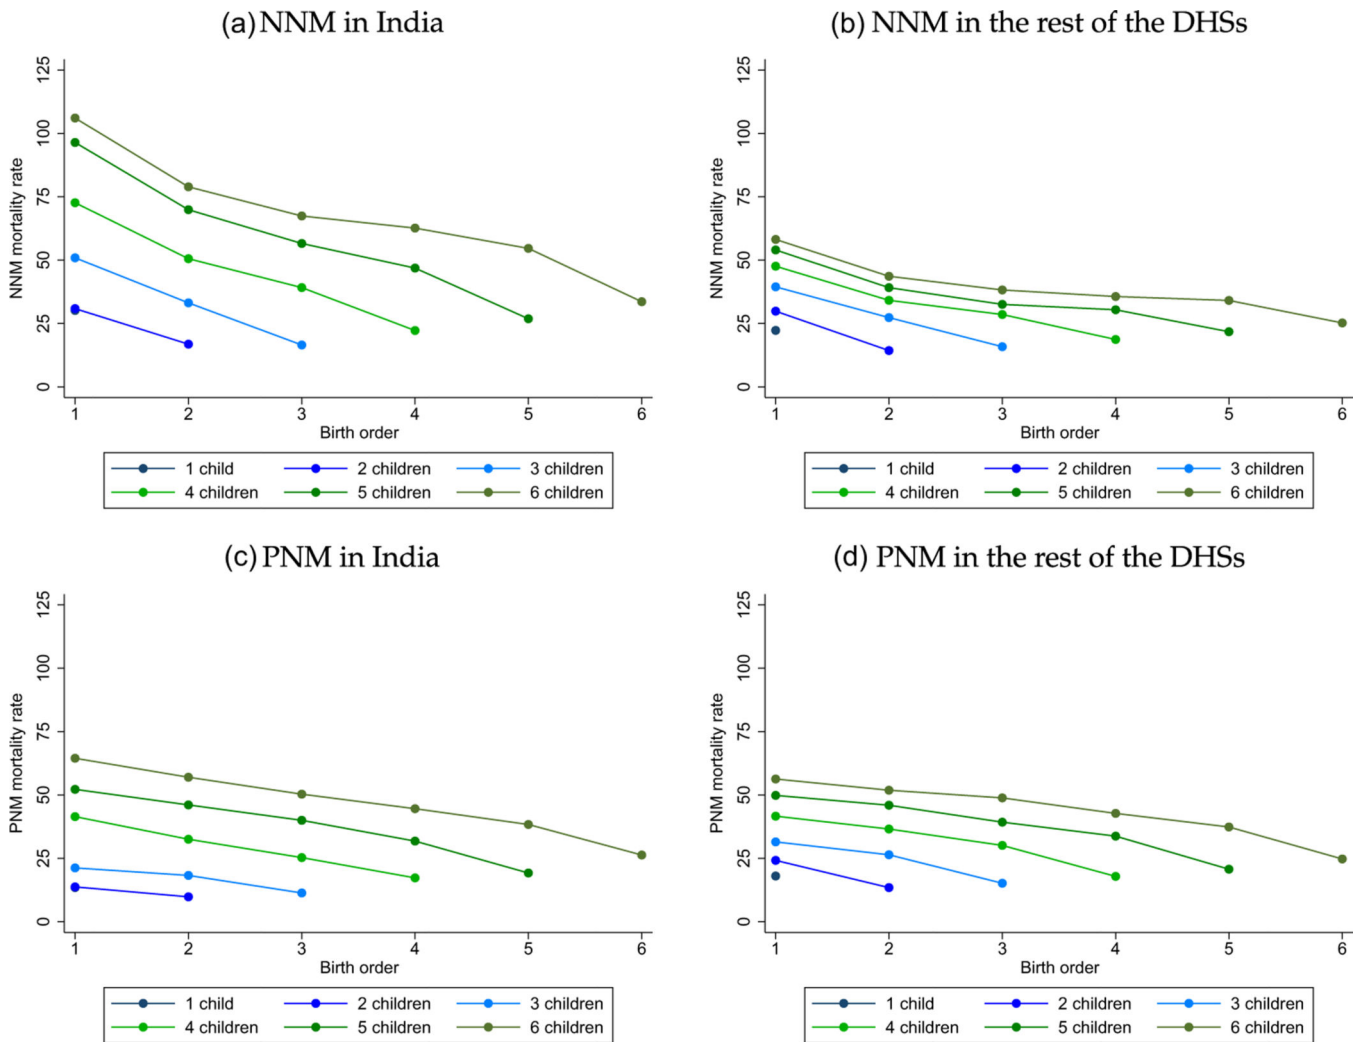 (a) NNM in India
NNM mortality rate
125
100
75
50
25
0
1 2 3 4 5 6
Birth order
1 child 2 children 3 children
4 children 5 children 6 children
(b) NNM in the rest of the DHSs
NNM mortality rate
125
100
75
50
25
0
1 2 3 4 5 6
Birth order
1 child 2 children 3 children
4 children 5 children 6 children
(c) PNM in India
PNM mortality rate
125
100
75
50
25
0
1 2 3 4 5 6
Birth order
1 child 2 children 3 children
4 children 5 children 6 children
(d) PNM in the rest of the DHSs
PNM mortality rate
125
100
75
50
25
0
1 2 3 4 5 6
Birth order
1 child 2 children 3 children
4 children 5 children 6 children